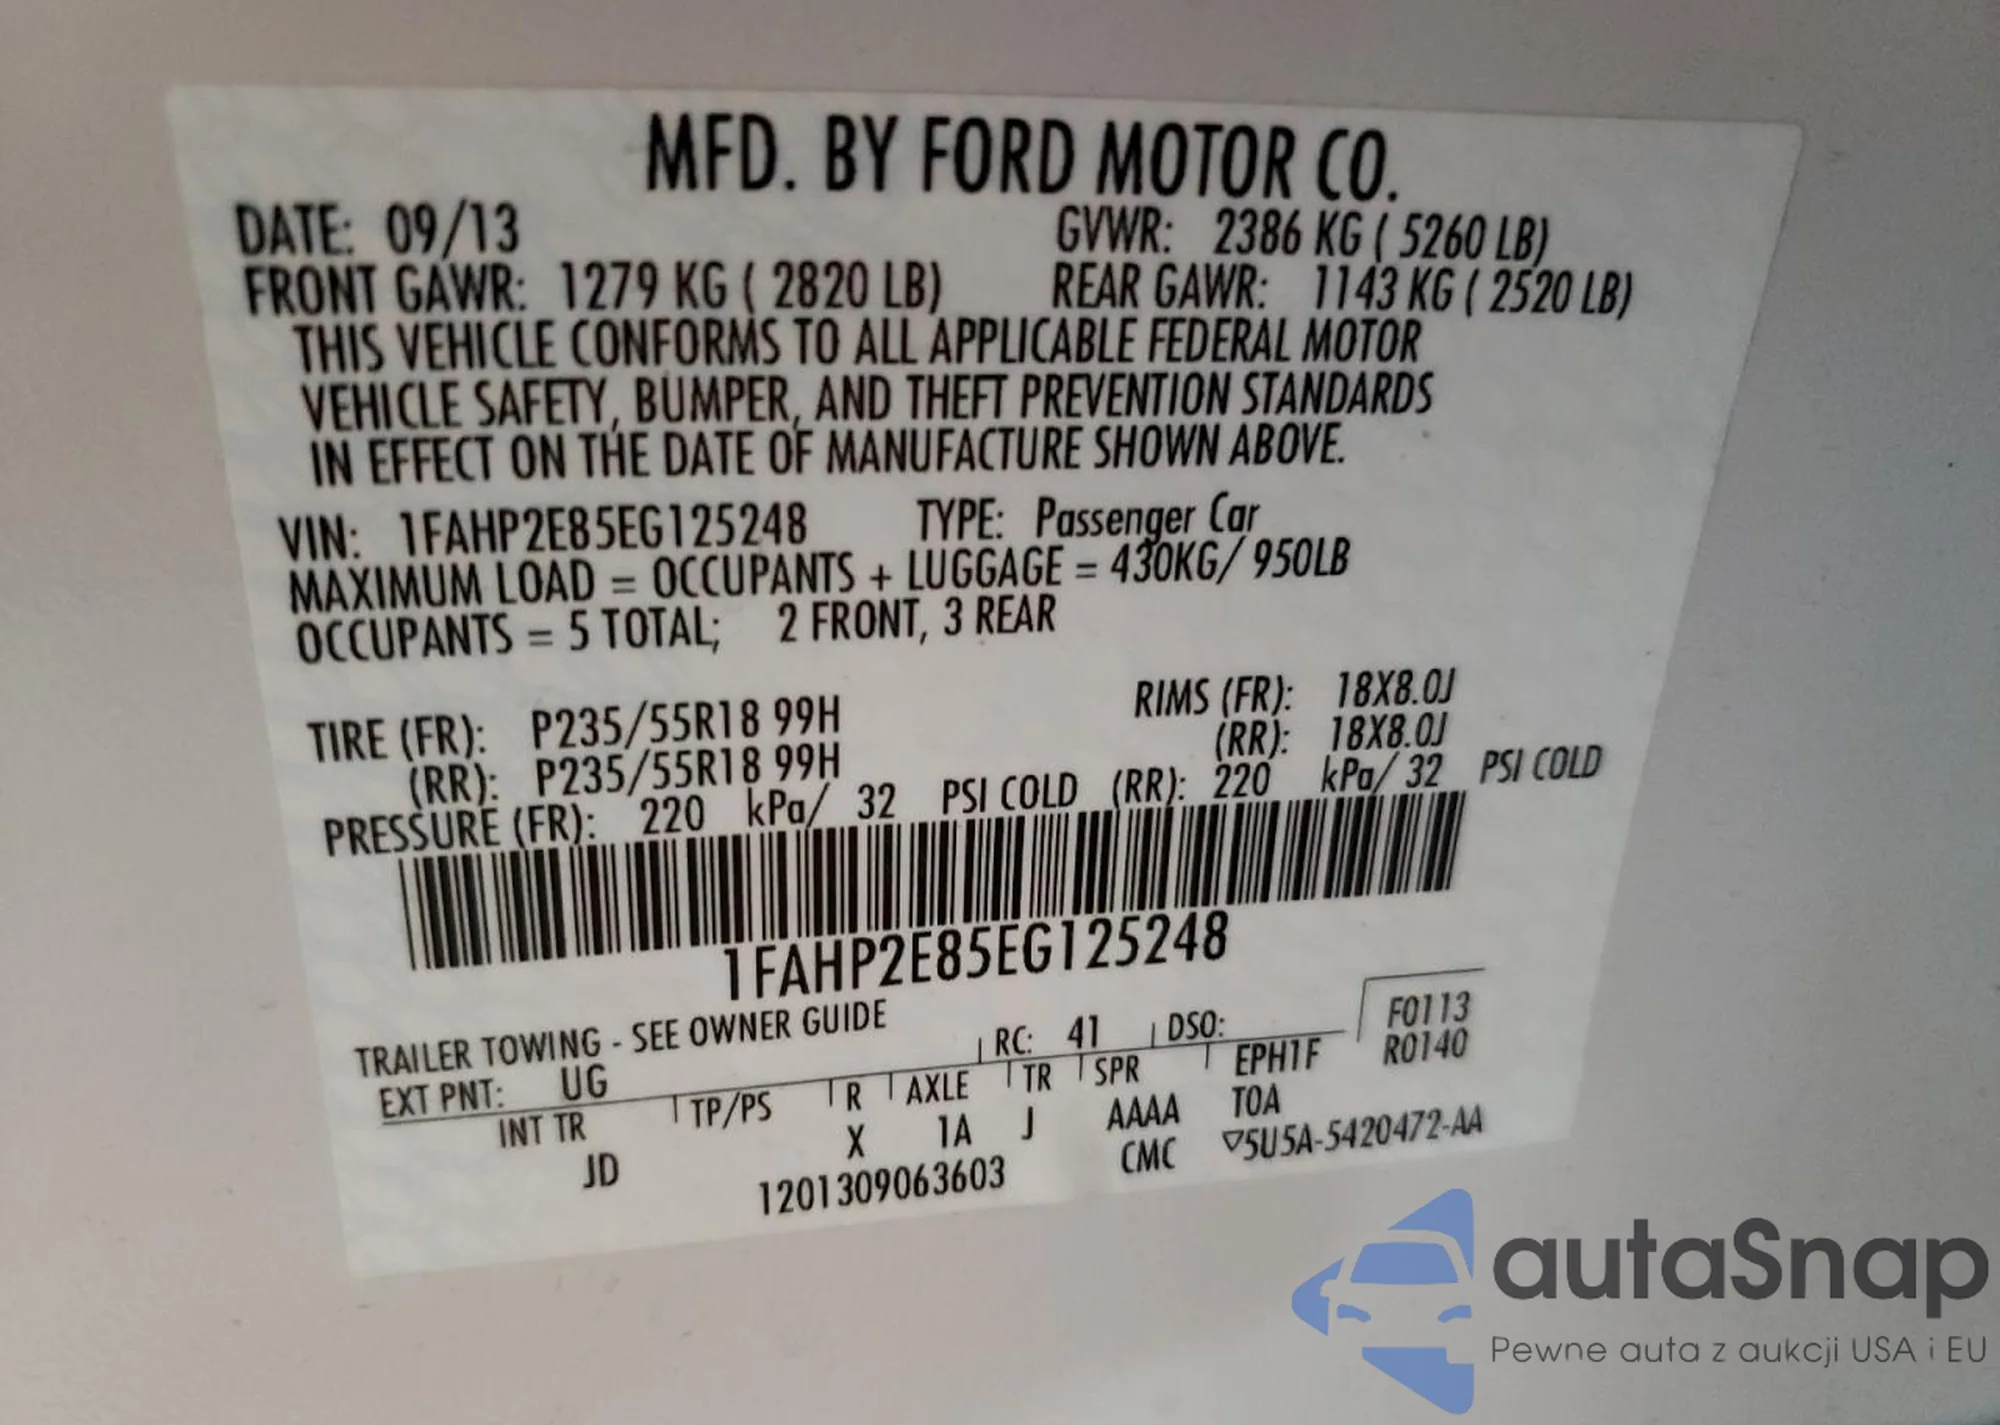 MFD. BY FORD MOTOR CO.
DATE: 09/13 GVWR: 2386 KG ( 5260 LB)
FRONT GAWR: 1279 KG ( 2820 LB) REAR GAWR: 1143 KG ( 2520 LB)
THIS VEHICLE CONFORMS TO ALL APPLICABLE FEDERAL MOTOR
VEHICLE SAFETY, BUMPER, AND THEFT PREVENTION STANDARDS
IN EFFECT ON THE DATE OF MANUFACTURE SHOWN ABOVE.
VIN: 1FAHP2E85EG125248 TYPE: Passenger Car
MAXIMUM LOAD = OCCUPANTS + LUGGAGE = 430KG/ 950LB
OCCUPANTS = 5 TOTAL; 2 FRONT, 3 REAR
TIRE (FR): P235/55R18 99H RIMS (FR): 18X8.0J
(RR): P235/55R18 99H (RR): 18X8.0J
PRESSURE (FR): 220 kPa/ 32 PSI COLD (RR): 220 kPa/ 32 PSI COLD
1FAHP2E85EG125248
TRAILER TOWING - SEE OWNER GUIDE
EXT PNT: UG RC: 41 DSO: F0113
INT TR TP/PS R AXLE TR SPR EPH1F R0140
JD X 1A J AAAA T0A
1201309063603 CMC ▽5U5A-5420472-AA
autaSnap
Pewne auta z aukcji USA i EU